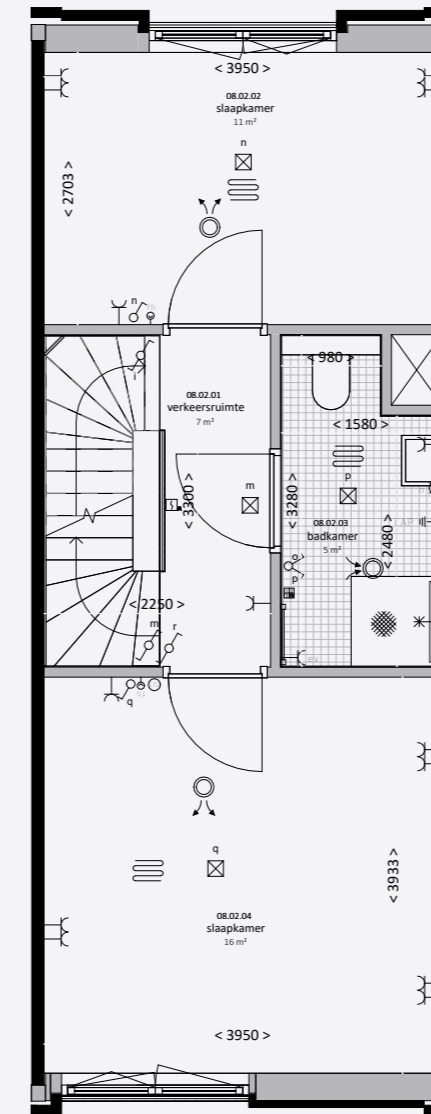 < 3950 >
08.02.02
slaapkamer
11 m²
n
< 2703 >
n
i
< 980 >
08.02.01
verkeersruimte
7 m²
< 1580 >
m
< 3300 >
< 3280 >
p
08.02.03
badkamer
5 m²
< 2480 >
o
p
< 2250 >
m
r
q
q
08.02.04
slaapkamer
16 m²
< 3933 >
< 3950 >